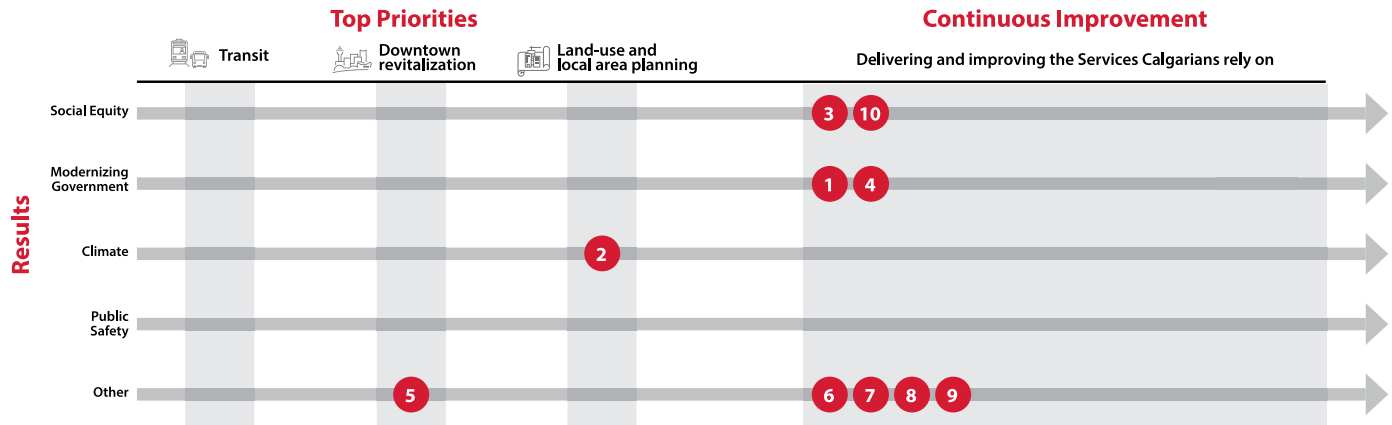 Top Priorities
Continuous Improvement
Transit
Downtown
revitalization
Land-use and
local area planning
Delivering and improving the Services Calgarians rely on
Results
Social Equity
3 10
Modernizing
Government
1 4
Climate
2
Public
Safety
Other
5 6 7 8 9